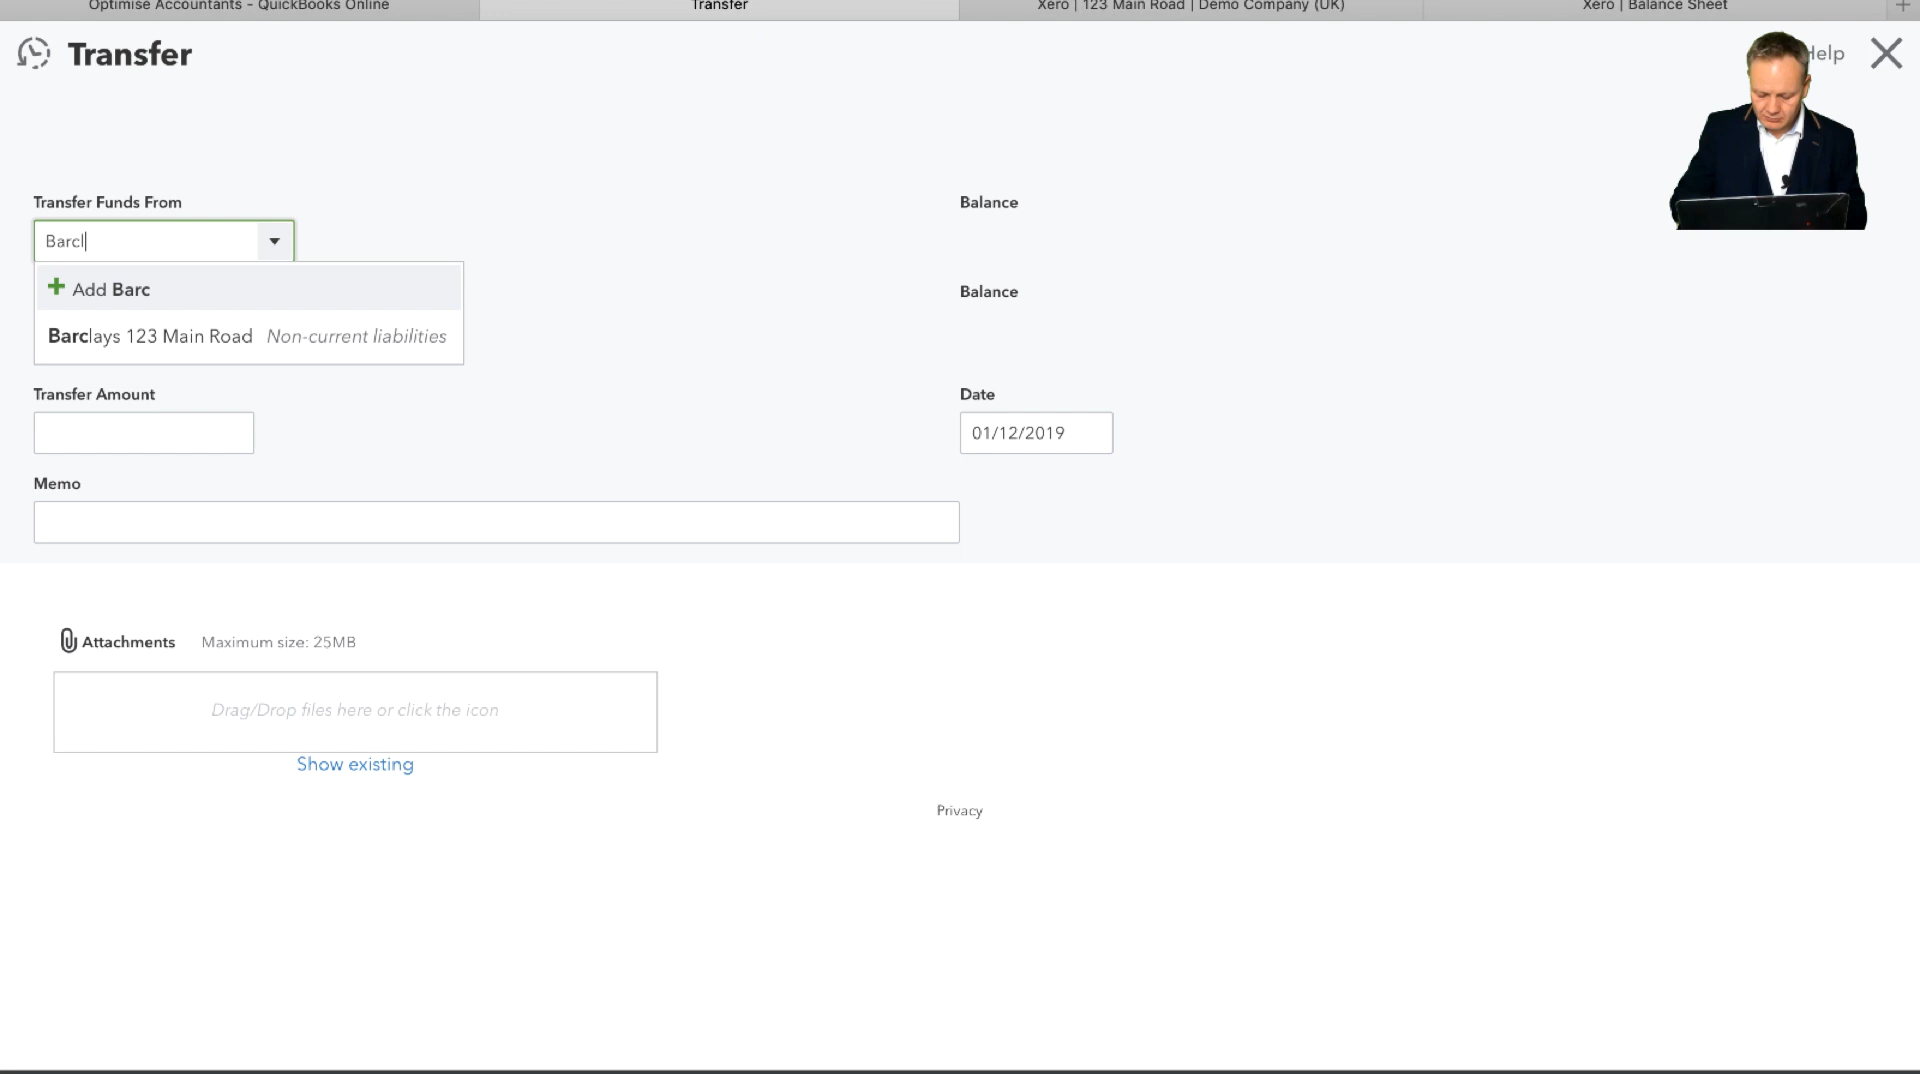 Optimise Accountants - QuickBooks Online
Transfer
Xero | 123 Main Road | Demo Company (UK)
Xero | Balance Sheet
Transfer
Help
Transfer Funds From
Balance
Barcl
Add Barc
Balance
Barclays 123 Main Road Non-current liabilities
Transfer Amount
Date
01/12/2019
Memo
Attachments Maximum size: 25MB
Drag/Drop files here or click the icon
Show existing
Privacy